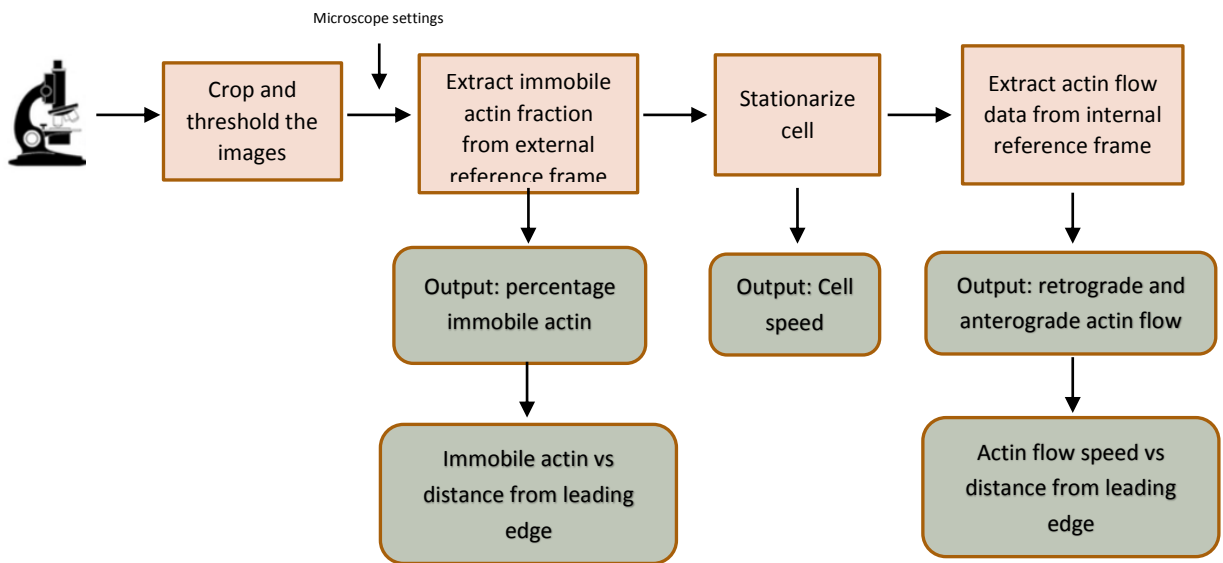 Microscope settings
Crop and
threshold the
images
Extract immobile
actin fraction
from external
reference frame
Stationarize
cell
Extract actin flow
data from internal
reference frame
Output: percentage
immobile actin
Output: Cell
speed
Output: retrograde and
anterograde actin flow
Immobile actin vs
distance from leading
edge
Actin flow speed vs
distance from leading
edge